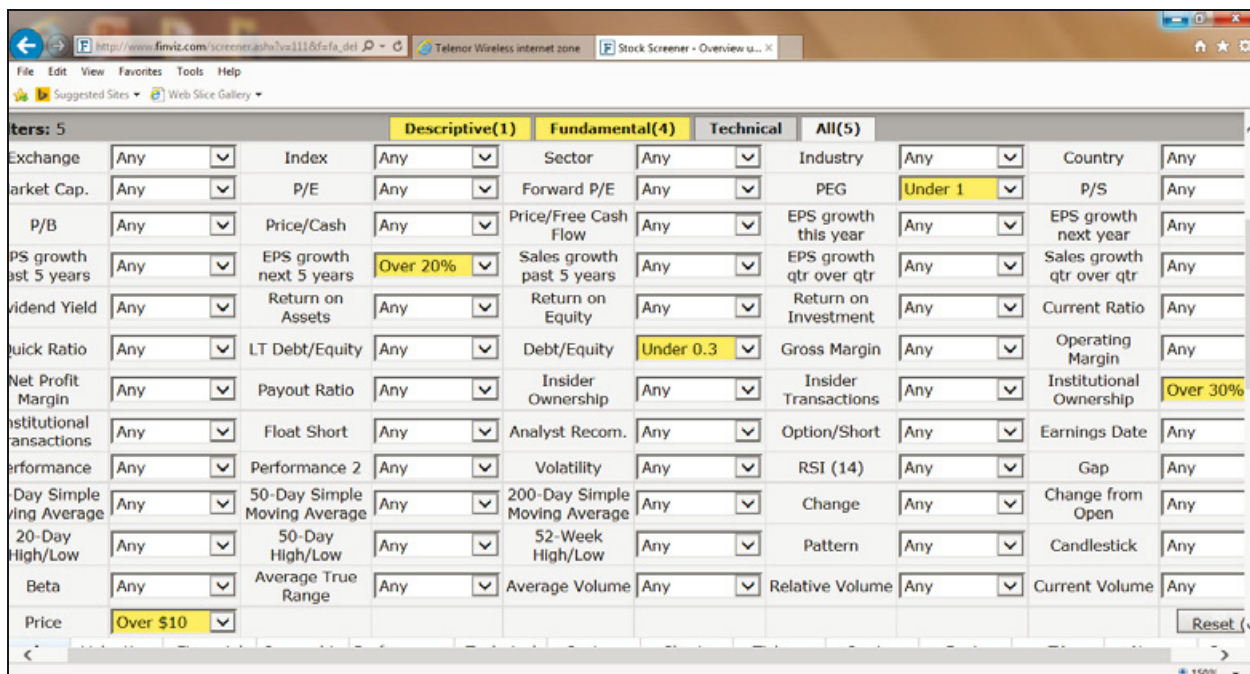 http://www.finviz.com/screener.ashx?v=111&f=fa_del
Telenor Wireless internet zone
Stock Screener - Overview u... ×
File Edit View Favorites Tools Help
Suggested Sites ▾ Web Slice Gallery ▾
ters: 5 Descriptive(1) Fundamental(4) Technical All(5)
Exchange Any Index Any Sector Any Industry Any Country Any
arket Cap. Any P/E Any Forward P/E Any PEG Under 1 P/S Any
P/B Any Price/Cash Any Price/Free Cash Flow Any EPS growth this year Any EPS growth next year Any
PS growth ast 5 years Any EPS growth next 5 years Over 20% Sales growth past 5 years Any EPS growth qtr over qtr Any Sales growth qtr over qtr Any
vidend Yield Any Return on Assets Any Return on Equity Any Return on Investment Any Current Ratio Any
uick Ratio Any LT Debt/Equity Any Debt/Equity Under 0.3 Gross Margin Any Operating Margin Any
Net Profit Margin Any Payout Ratio Any Insider Ownership Any Insider Transactions Any Institutional Ownership Over 30%
nstitutional ransactions Any Float Short Any Analyst Recom. Any Option/Short Any Earnings Date Any
erformance Any Performance 2 Any Volatility Any RSI (14) Any Gap Any
-Day Simple ving Average Any 50-Day Simple Moving Average Any 200-Day Simple Moving Average Any Change Any Change from Open Any
20-Day High/Low Any 50-Day High/Low Any 52-Week High/Low Any Pattern Any Candlestick Any
Beta Any Average True Range Any Average Volume Any Relative Volume Any Current Volume Any
Price Over $10 Reset (
150%